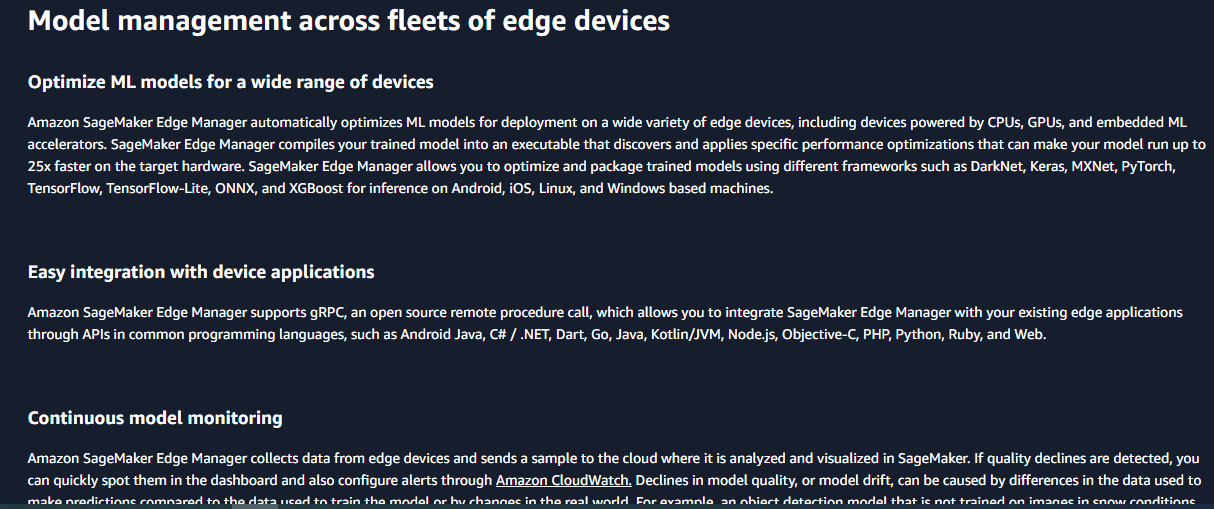 Model management across fleets of edge devices
Optimize ML models for a wide range of devices
Amazon SageMaker Edge Manager automatically optimizes ML models for deployment on a wide variety of edge devices, including devices powered by CPUs, GPUs, and embedded ML
accelerators. SageMaker Edge Manager compiles your trained model into an executable that discovers and applies specific performance optimizations that can make your model run up to
25x faster on the target hardware. SageMaker Edge Manager allows you to optimize and package trained models using different frameworks such as DarkNet, Keras, MXNet, PyTorch,
TensorFlow, TensorFlow-Lite, ONNX, and XGBoost for inference on Android, iOS, Linux, and Windows based machines.
Easy integration with device applications
Amazon SageMaker Edge Manager supports gRPC, an open source remote procedure call, which allows you to integrate SageMaker Edge Manager with your existing edge applications
through APIs in common programming languages, such as Android Java, C# / .NET, Dart, Go, Java, Kotlin/JVM, Node.js, Objective-C, PHP, Python, Ruby, and Web.
Continuous model monitoring
Amazon SageMaker Edge Manager collects data from edge devices and sends a sample to the cloud where it is analyzed and visualized in SageMaker. If quality declines are detected, you
can quickly spot them in the dashboard and also configure alerts through Amazon CloudWatch. Declines in model quality, or model drift, can be caused by differences in the data used to
make predictions compared to the data used to train the model or by changes in the real world. For example, an object detection model that is not trained on images in snow conditions